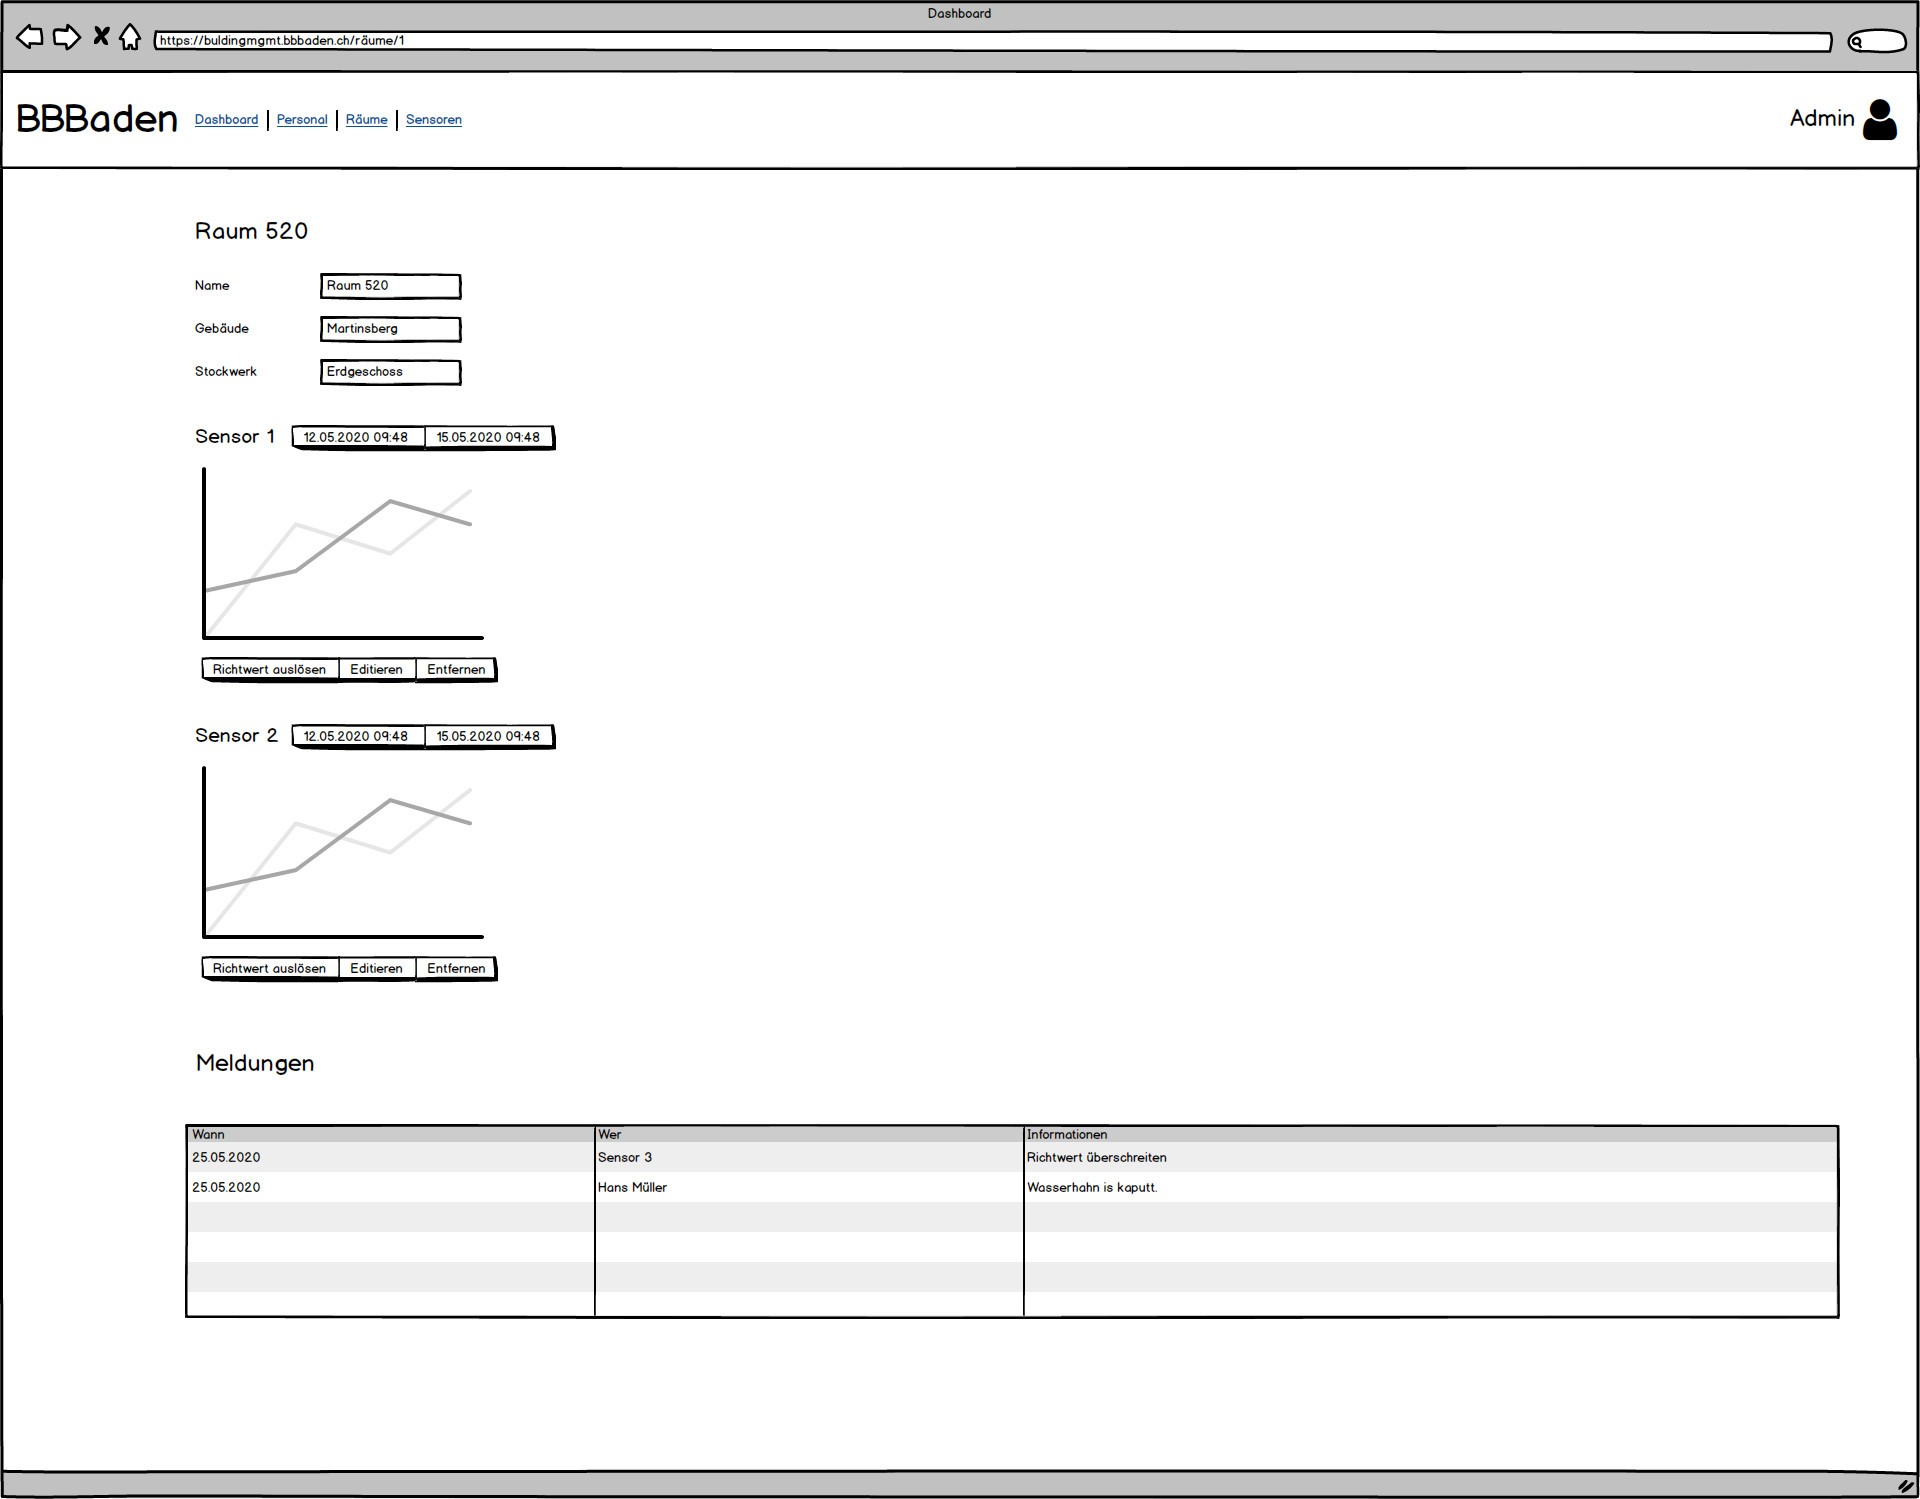 Dashboard
https://buldingmgmt.bbbaden.ch/räume/1
BBBaden Dashboard Personal Räume Sensoren Admin
Raum 520
Name Raum 520
Gebäude Martinsberg
Stockwerk Erdgeschoss
Sensor 1 12.05.2020 09:48 15.05.2020 09:48
Richtwert auslösen Editieren Entfernen
Sensor 2 12.05.2020 09:48 15.05.2020 09:48
Richtwert auslösen Editieren Entfernen
Meldungen
Wann Wer Informationen
25.05.2020 Sensor 3 Richtwert überschreiten
25.05.2020 Hans Müller Wasserhahn is kaputt.